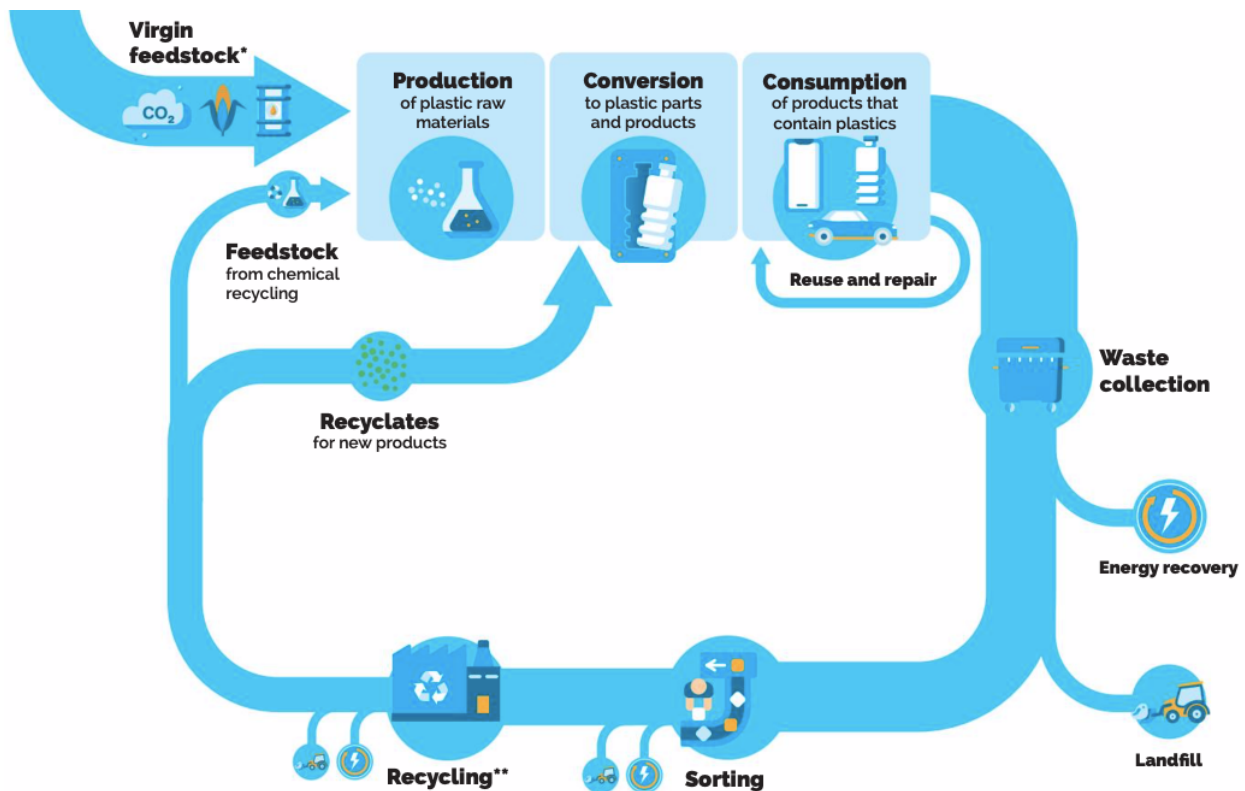 Virgin
feedstock*
CO₂
Production
of plastic raw
materials
Conversion
to plastic parts
and products
Consumption
of products that
contain plastics
Reuse and repair
Feedstock
from chemical
recycling
Recyclates
for new products
Waste
collection
Energy recovery
Landfill
Sorting
Recycling**